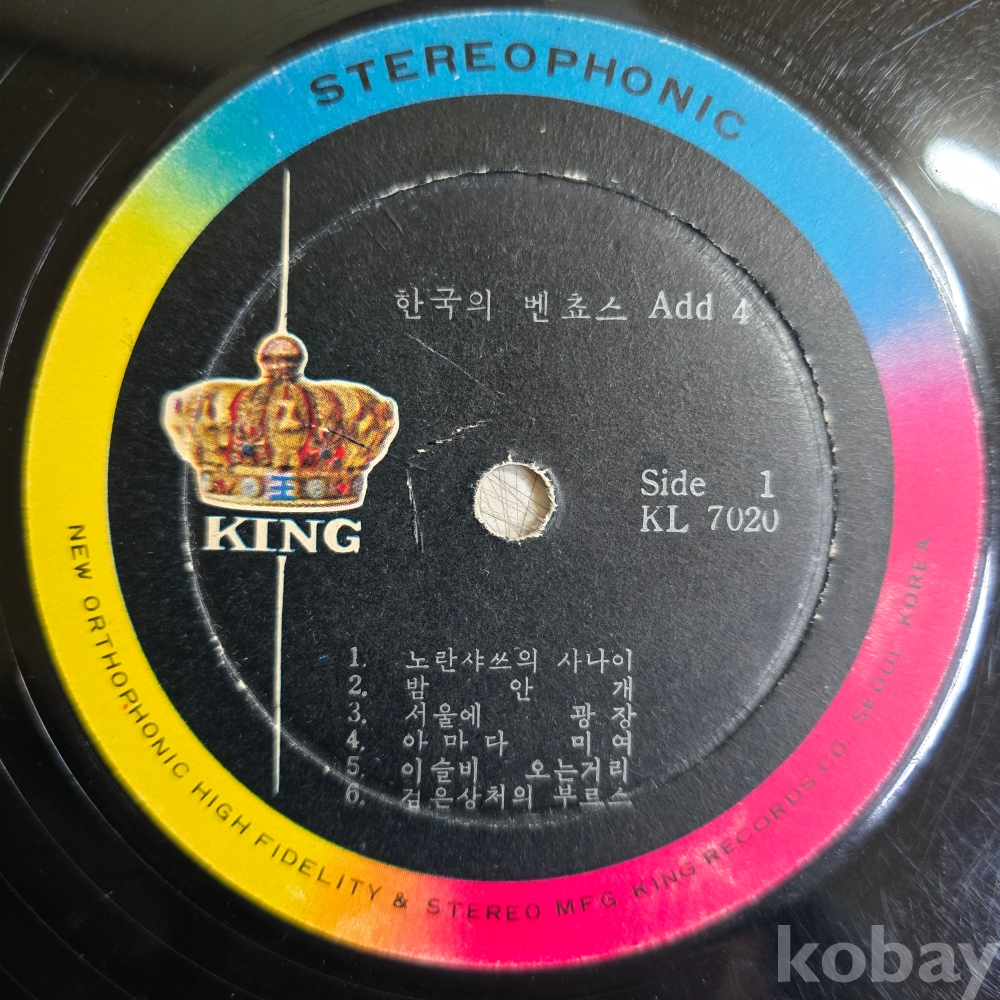 STEREOPHONIC
한국의 벤쵸스 Add 4
王
KING
Side 1
KL 7020
1. 노란샤쓰의 사나이
2. 밤 안 개
3. 서울에 광 장
4. 아 마 다 미 여
5. 이슬비 오는거리
6. 검은상처의 부르스
NEW ORTHOPHONIC HIGH FIDELITY & STEREO MFG KING RECORDS CO. SEOUL KOREA
kobay